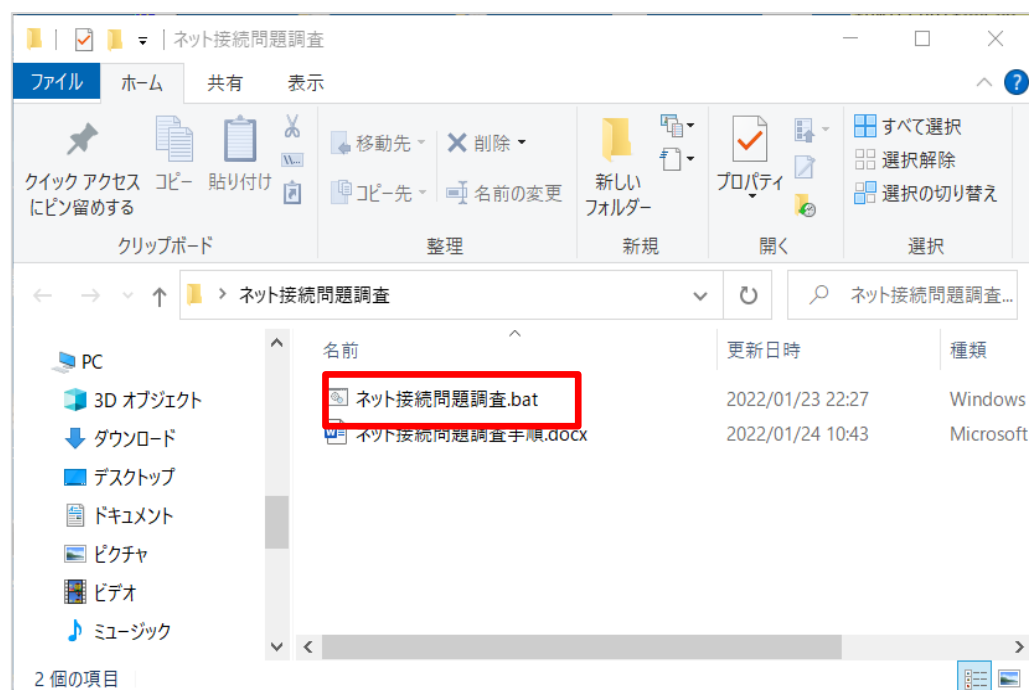 ネット接続問題調査
ファイル ホーム 共有 表示
クイック アクセス
にピン留めする
コピー 貼り付け
移動先 コピー先
削除 名前の変更
新しい
フォルダー
プロパティ
すべて選択
選択解除
選択の切り替え
クリップボード 整理 新規 開く 選択
ネット接続問題調査 ネット接続問題調査...
名前 更新日時 種類
PC
3D オブジェクト
ダウンロード
デスクトップ
ドキュメント
ピクチャ
ビデオ
ミュージック
ネット接続問題調査.bat 2022/01/23 22:27 Windows
ネット接続問題調査手順.docx 2022/01/24 10:43 Microsoft
2 個の項目